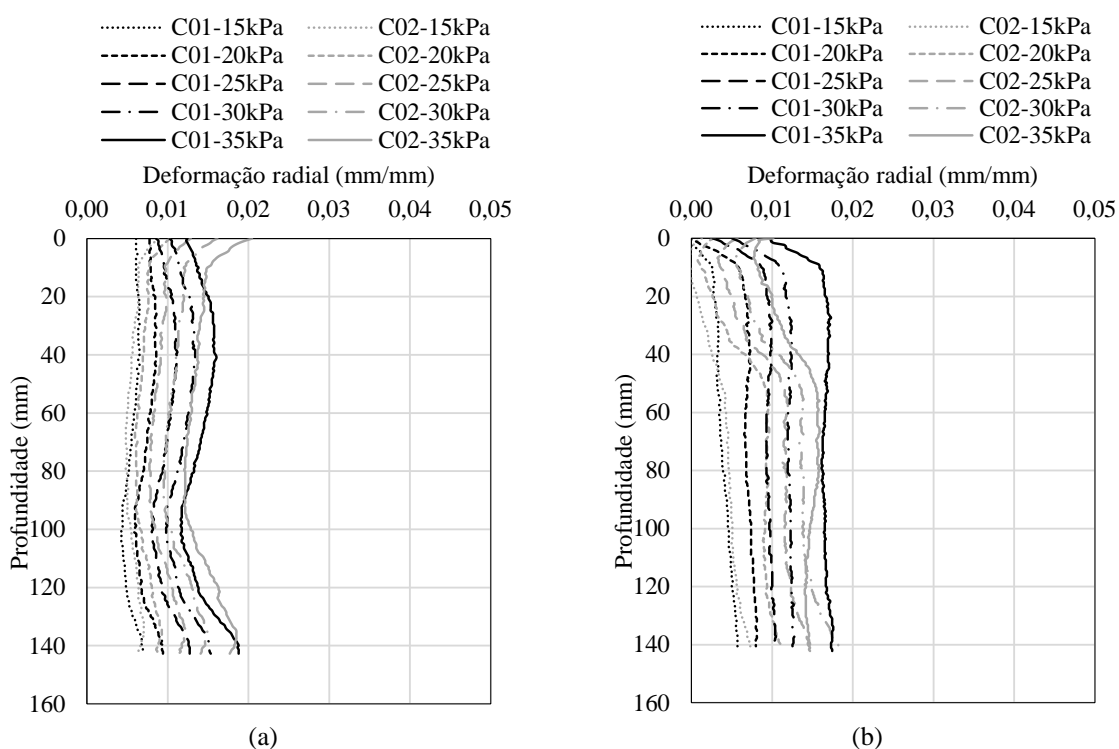 C01-15kPa C02-15kPa
C01-20kPa C02-20kPa
C01-25kPa C02-25kPa
C01-30kPa C02-30kPa
C01-35kPa C02-35kPa
Deformação radial (mm/mm)
0,00 0,01 0,02 0,03 0,04 0,05
0
20
40
60
80
100
120
140
160
Profundidade (mm)
(a)
C01-15kPa C02-15kPa
C01-20kPa C02-20kPa
C01-25kPa C02-25kPa
C01-30kPa C02-30kPa
C01-35kPa C02-35kPa
Deformação radial (mm/mm)
0,00 0,01 0,02 0,03 0,04 0,05
0
20
40
60
80
100
120
140
160
Profundidade (mm)
(b)